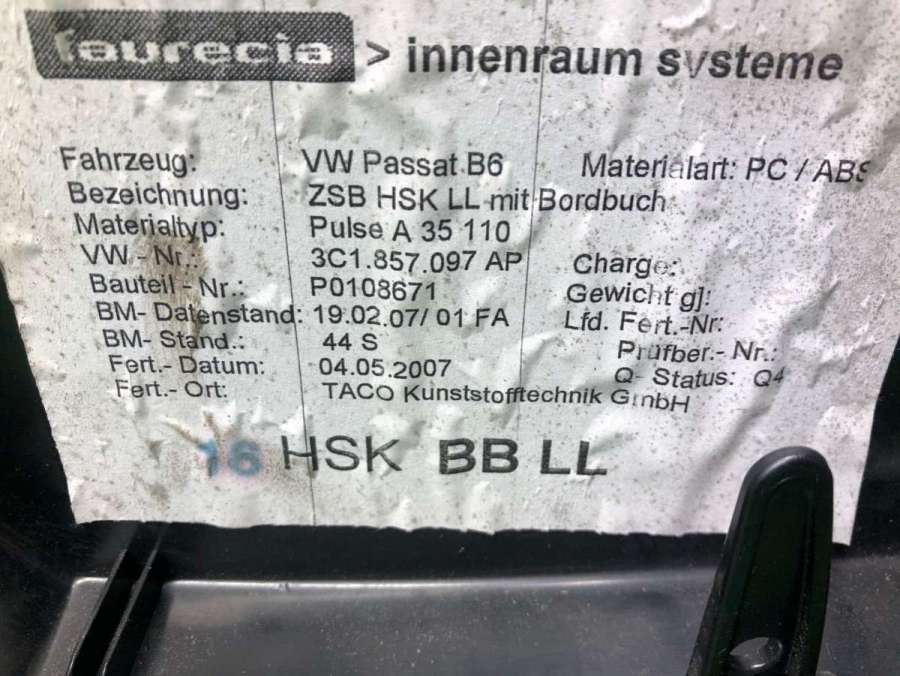 faurecia > innenraum systeme
Fahrzeug: VW Passat B6 Materialart: PC / ABS
Bezeichnung: ZSB HSK LL mit Bordbuch
Materialtyp: Pulse A 35 110
VW - Nr.: 3C1.857.097 AP Charge:
Bauteil - Nr.: P0108671 Gewicht g]:
BM- Datenstand: 19.02.07/ 01 FA Lfd. Fert.-Nr:
BM- Stand.: 44 S Prüfber.- Nr.:
Fert.- Datum: 04.05.2007 Q- Status: Q4
Fert.- Ort: TACO Kunststofftechnik GmbH
16 HSK BB LL